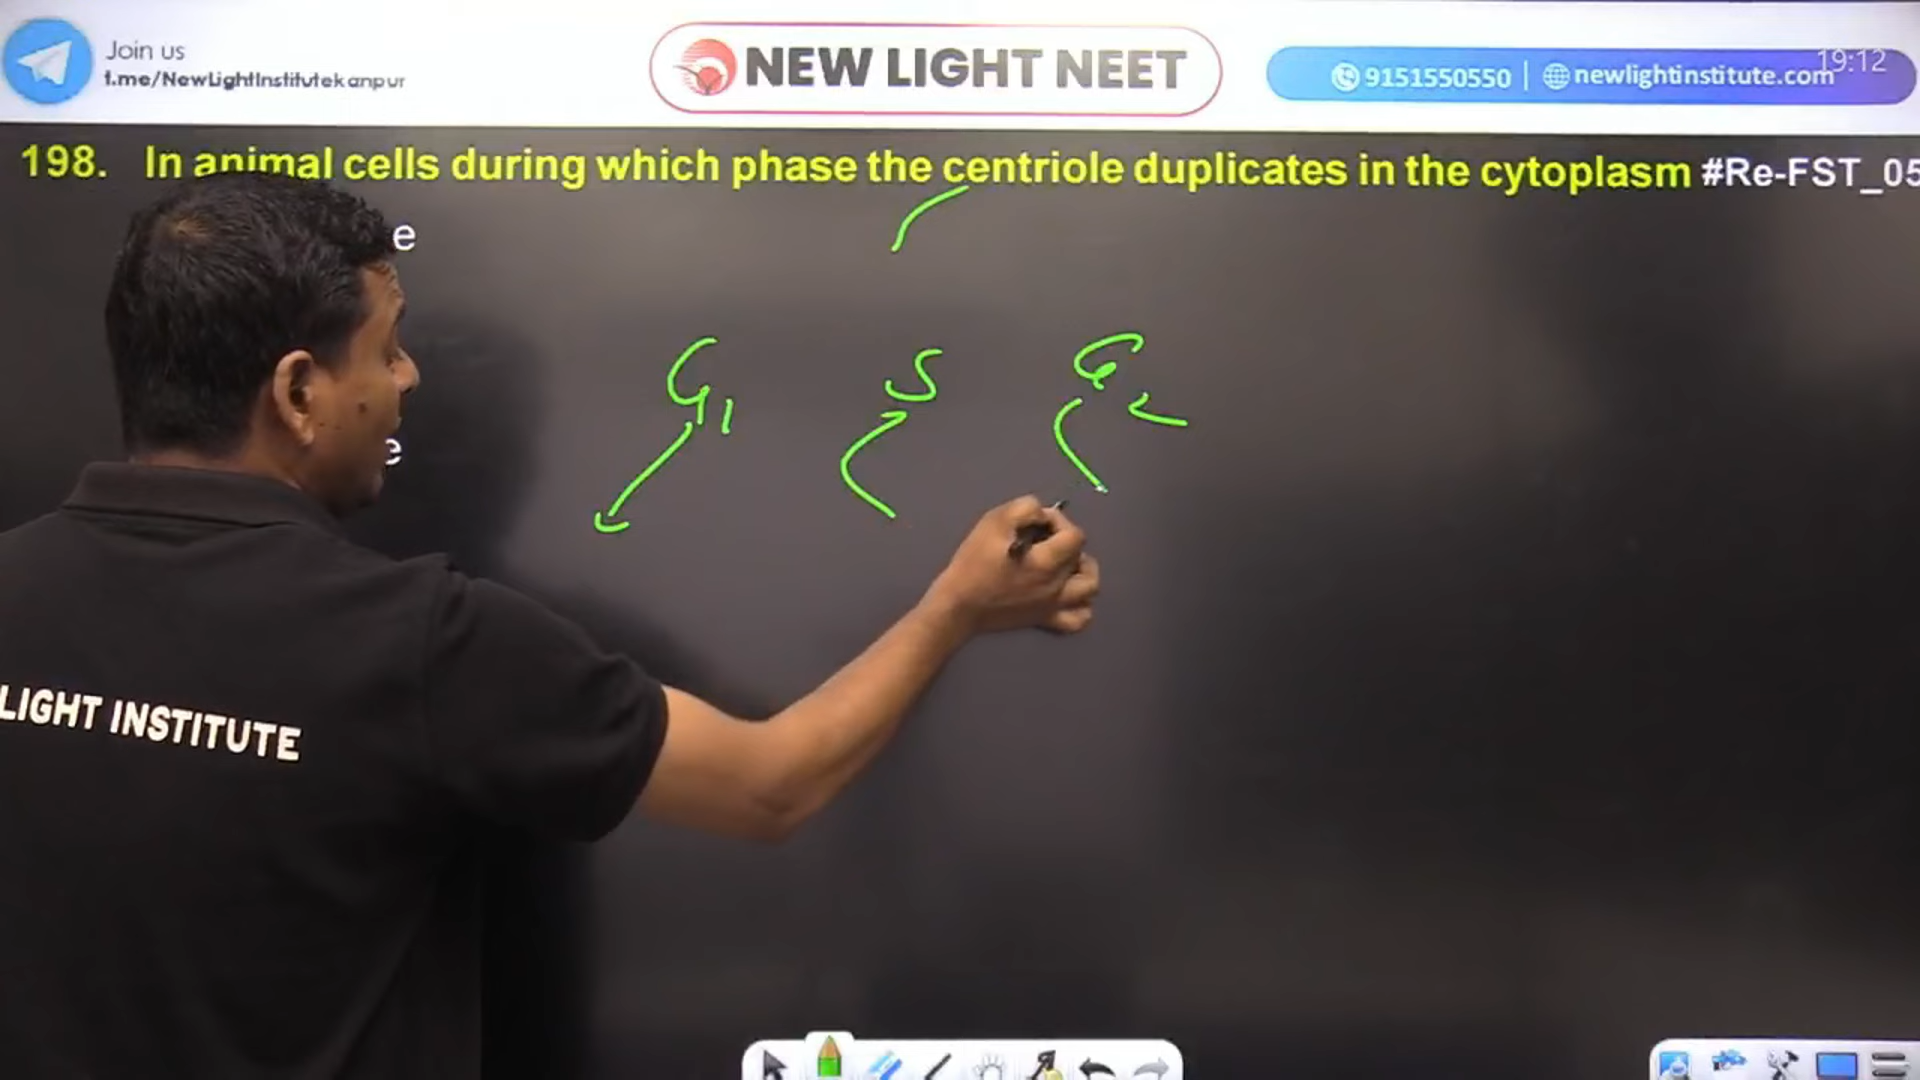 Join us
t.me/NewLightInstitutekanpur
NEW LIGHT NEET
9151550550 | newlightinstitute.com
19:12
198. In animal cells during which phase the centriole duplicates in the cytoplasm #Re-FST_05
e
G1 S G2
e
LIGHT INSTITUTE